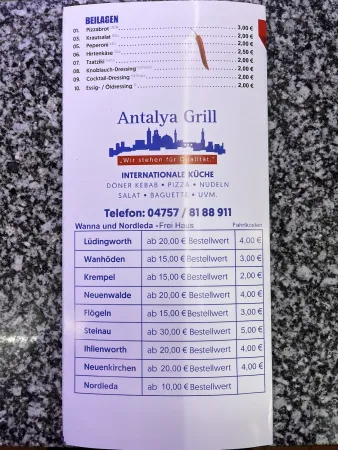 BEILAGEN
01. Pizzabrot 3,00 €
03. Krautsalat 2,00 €
05. Peperoni 2,00 €
06. Hirtenkäse 2,50 €
07. Tzatziki 2,00 €
08. Knoblauch-Dressing 2,00 €
09. Cocktail-Dressing 2,00 €
10. Essig- / Öldressing 2,00 €
Antalya Grill
„Wir stehen für Qualität."
INTERNATIONALE KÜCHE
DÖNER KEBAP • PIZZA • NUDELN
SALAT • BAGUETTE • UVM.
Telefon: 04757 / 81 88 911
Wanna und Nordleda - Frei Haus Fahrtkosten
Lüdingworth ab 20,00 € Bestellwert 4,00 €
Wanhöden ab 15,00 € Bestellwert 3,00 €
Krempel ab 15,00 € Bestellwert 2,00 €
Neuenwalde ab 20,00 € Bestellwert 4,00 €
Flögeln ab 15,00 € Bestellwert 3,00 €
Steinau ab 30,00 € Bestellwert 5,00 €
Ihlienworth ab 20,00 € Bestellwert 4,00 €
Neuenkirchen ab 20,00 € Bestellwert 4,00 €
Nordleda ab 10,00 € Bestellwert